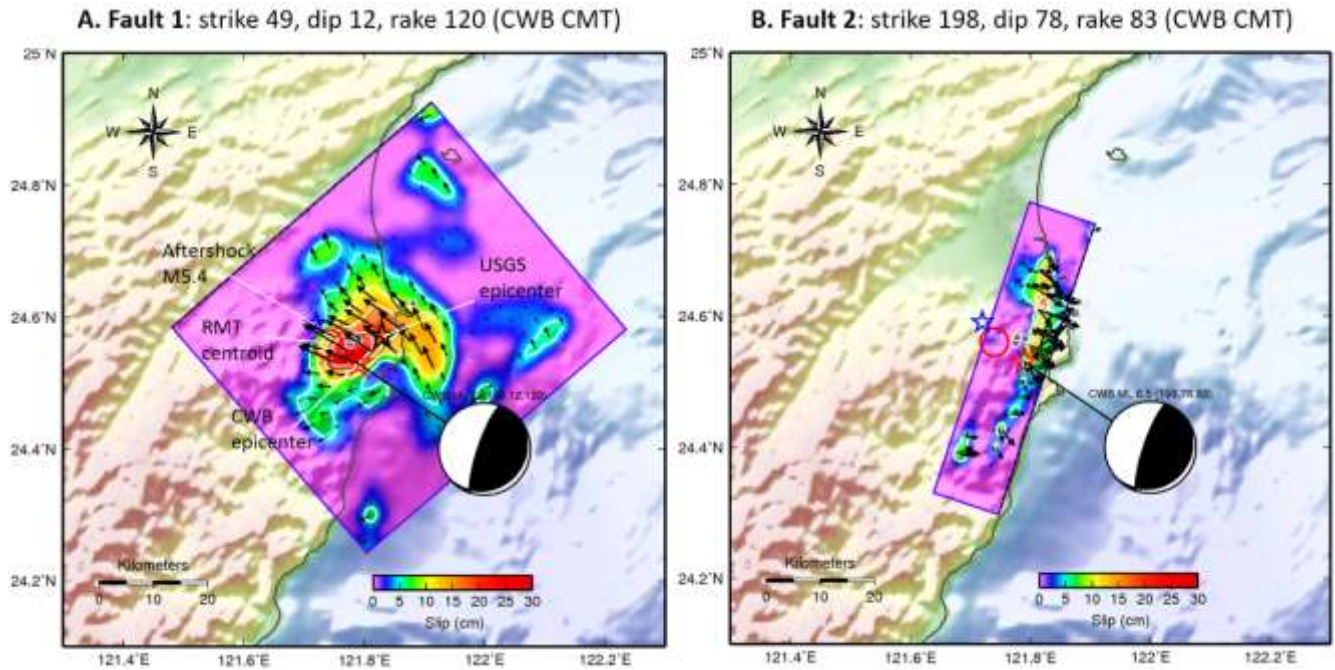 A. Fault 1: strike 49, dip 12, rake 120 (CWB CMT)
25°N
N
W E
S
24.8°N
24.6°N
24.4°N
24.2°N
Aftershock
M5.4
USGS
epicenter
RMT
centroid
CWB
epicenter
Kilometers
0 10 20
0 5 10 15 20 25 30
Slip (cm)
121.4°E 121.6°E 121.8°E 122°E 122.2°E
B. Fault 2: strike 198, dip 78, rake 83 (CWB CMT)
25°N
N
W E
S
24.8°N
24.6°N
24.4°N
24.2°N
CWB ML 6.5
Kilometers
0 10 20
0 5 10 15 20 25 30
Slip (cm)
121.4°E 121.6°E 121.8°E 122°E 122.2°E